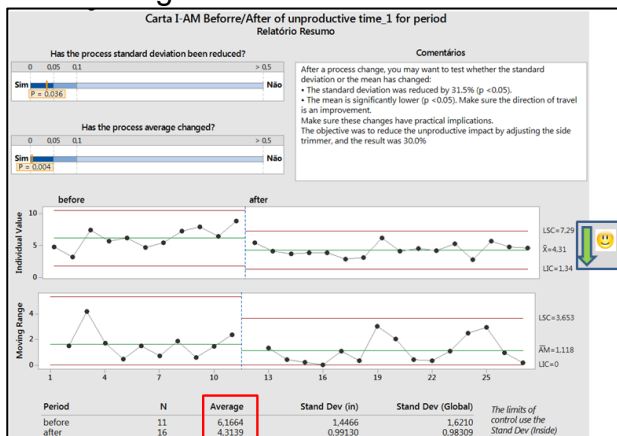 Carta I-AM Beforre/After of unproductive time_1 for period
Relatório Resumo
Has the process standard deviation been reduced?
0 0,05 0,1 > 0,5
Sim Não
P = 0,036
Has the process average changed?
0 0,05 0,1 > 0,5
Sim Não
P = 0,004
Comentários
After a process change, you may want to test whether the standard
deviation or the mean has changed:
• The standard deviation was reduced by 31.5% (p <0.05).
• The mean is significantly lower (p <0.05). Make sure the direction of travel
is an improvement.
Make sure these changes have practical implications.
The objective was to reduce the unproductive impact by adjusting the side
trimmer, and the result was 30.0%
before after
Individual Value
10
5
0
LSC=7.29
X̄=4.31
LIC=1.34
Moving Range
4
2
0
LSC=3.653
A̅M̅=1.118
LIC=0
1 4 7 10 13 16 19 22 25
Period N Average Stand Dev (in) Stand Dev (Global)
before 11 6,1664 1,4466 1,6210
after 16 4,3139 0,99130 0,98309
The limits of
control use the
Stand Dev (Inside)